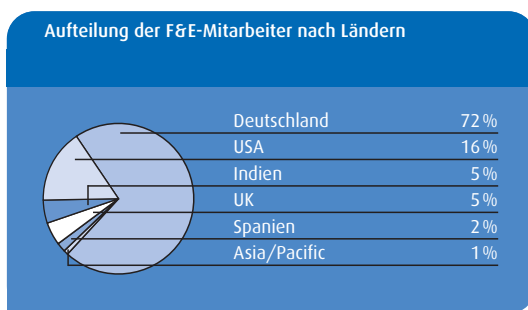 Aufteilung der F&E-Mitarbeiter nach Ländern
Deutschland 72 %
USA 16 %
Indien 5 %
UK 5 %
Spanien 2 %
Asia/Pacific 1 %